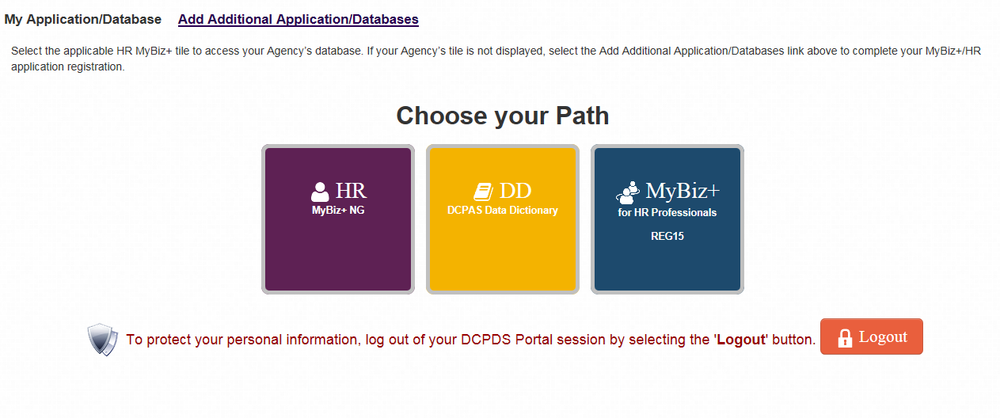 My Application/Database Add Additional Application/Databases
Select the applicable HR MyBiz+ tile to access your Agency's database. If your Agency's tile is not displayed, select the Add Additional Application/Databases link above to complete your MyBiz+/HR
application registration.
Choose your Path
HR
MyBiz+ NG
DD
DCPAS Data Dictionary
MyBiz+
for HR Professionals
REG15
To protect your personal information, log out of your DCPDS Portal session by selecting the 'Logout' button.
Logout